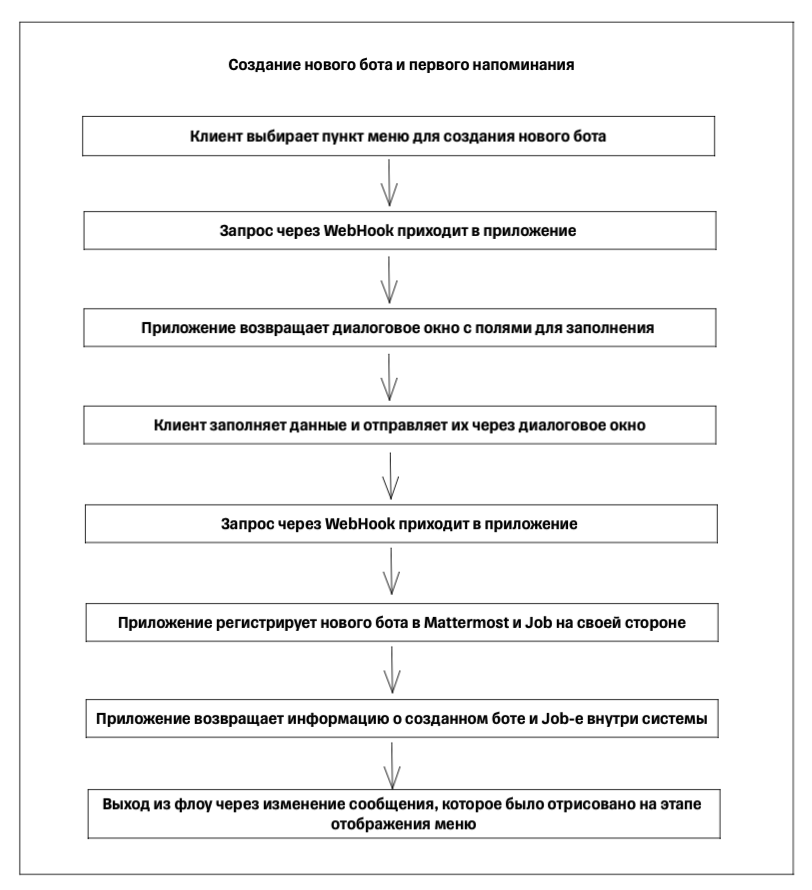 Создание нового бота и первого напоминания
Клиент выбирает пункт меню для создания нового бота
Запрос через WebHook приходит в приложение
Приложение возвращает диалоговое окно с полями для заполнения
Клиент заполняет данные и отправляет их через диалоговое окно
Запрос через WebHook приходит в приложение
Приложение регистрирует нового бота в Mattermost и Job на своей стороне
Приложение возвращает информацию о созданном боте и Job-е внутри системы
Выход из флоу через изменение сообщения, которое было отрисовано на этапе
отображения меню